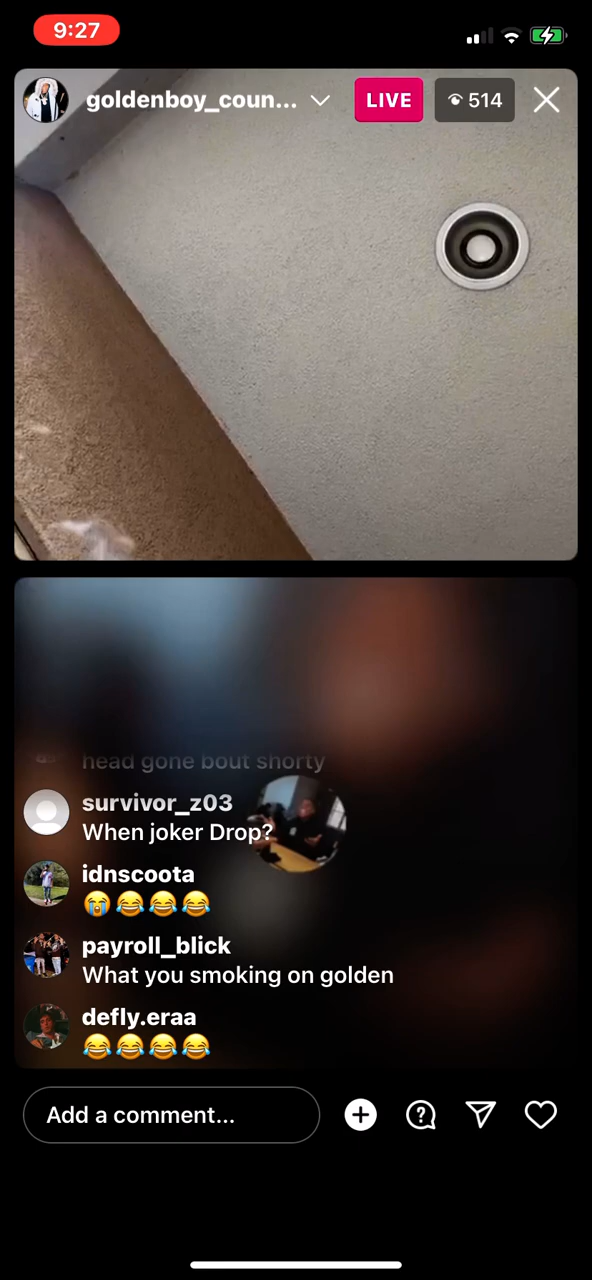 9:27
goldenboy_coun...
LIVE
514
head gone bout shorty
survivor_z03
When joker Drop?
idnscoota
😭😂😂😂
payroll_blick
What you smoking on golden
defly.eraa
😂😂😂😂
Add a comment...